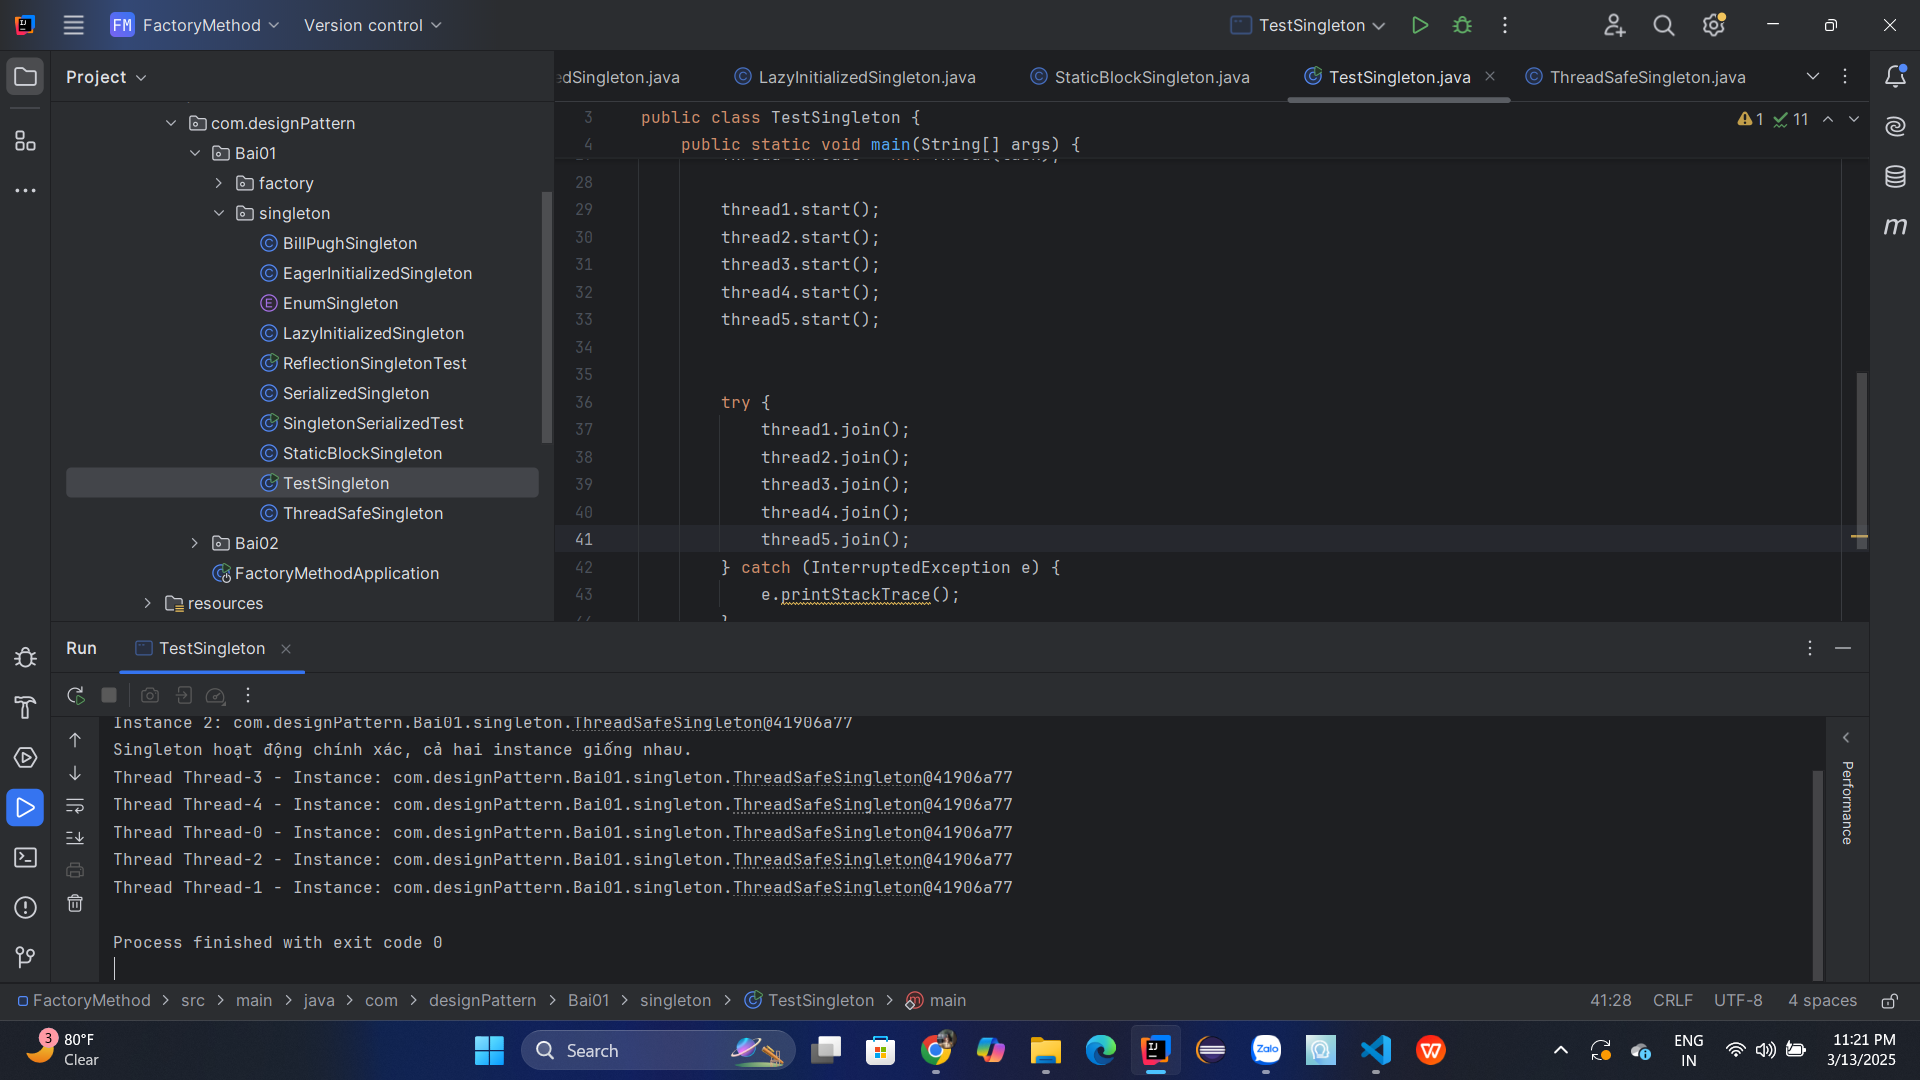 FM FactoryMethod Version control TestSingleton
Project
edSingleton.java LazyInitializedSingleton.java StaticBlockSingleton.java TestSingleton.java ThreadSafeSingleton.java
com.designPattern
Bai01
factory
singleton
BillPughSingleton
EagerInitializedSingleton
EnumSingleton
LazyInitializedSingleton
ReflectionSingletonTest
SerializedSingleton
SingletonSerializedTest
StaticBlockSingleton
TestSingleton
ThreadSafeSingleton
Bai02
FactoryMethodApplication
resources
1 11
3 public class TestSingleton {
4 public static void main(String[] args) {
28
29 thread1.start();
30 thread2.start();
31 thread3.start();
32 thread4.start();
33 thread5.start();
34
35
36 try {
37 thread1.join();
38 thread2.join();
39 thread3.join();
40 thread4.join();
41 thread5.join();
42 } catch (InterruptedException e) {
43 e.printStackTrace();
Run TestSingleton
Instance 2: com.designPattern.Bai01.singleton.ThreadSafeSingleton@41906a77
Singleton hoạt động chính xác, cả hai instance giống nhau.
Thread Thread-3 - Instance: com.designPattern.Bai01.singleton.ThreadSafeSingleton@41906a77
Thread Thread-4 - Instance: com.designPattern.Bai01.singleton.ThreadSafeSingleton@41906a77
Thread Thread-0 - Instance: com.designPattern.Bai01.singleton.ThreadSafeSingleton@41906a77
Thread Thread-2 - Instance: com.designPattern.Bai01.singleton.ThreadSafeSingleton@41906a77
Thread Thread-1 - Instance: com.designPattern.Bai01.singleton.ThreadSafeSingleton@41906a77
Process finished with exit code 0
Performance
FactoryMethod > src > main > java > com > designPattern > Bai01 > singleton > TestSingleton > main
41:28 CRLF UTF-8 4 spaces
3 80°F
Clear
Search
Zalo
ENG
IN
11:21 PM
3/13/2025